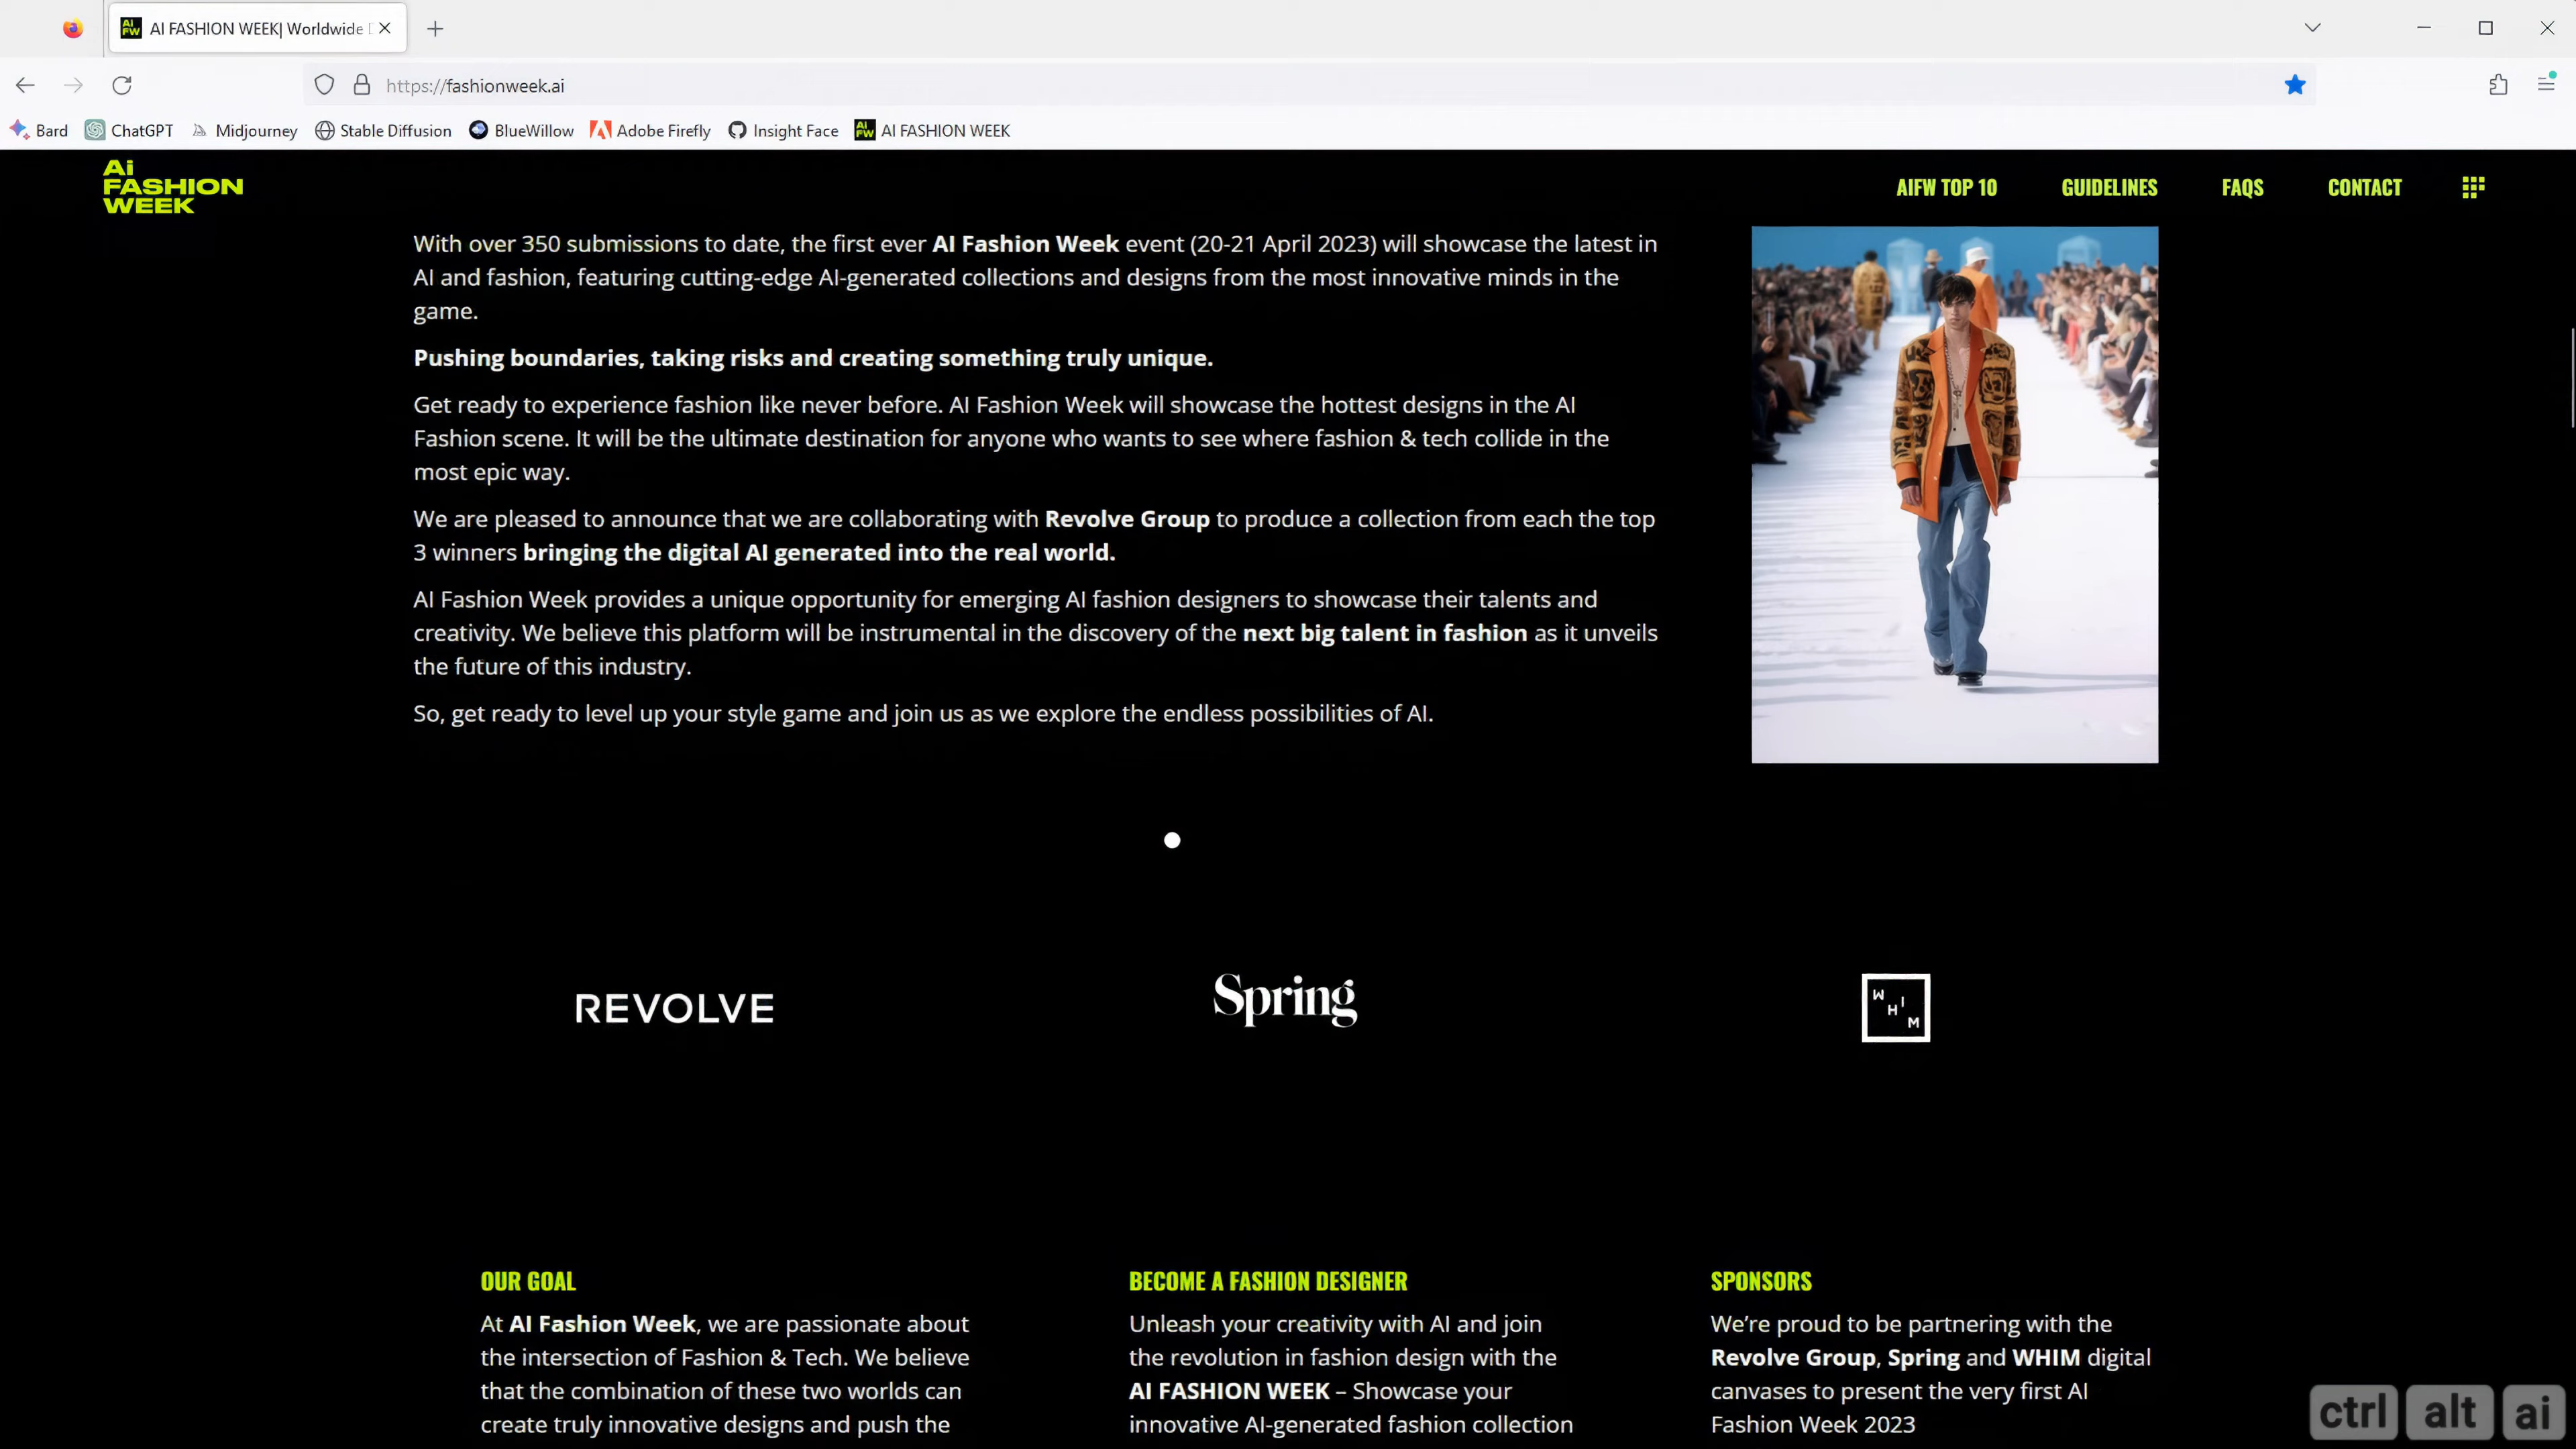 AI FASHION WEEK| Worldwide
https://fashionweek.ai
Bard ChatGPT Midjourney Stable Diffusion BlueWillow Adobe Firefly Insight Face AI FASHION WEEK
Ai
FASHION
WEEK
AIFW TOP 10 GUIDELINES FAQS CONTACT
With over 350 submissions to date, the first ever AI Fashion Week event (20-21 April 2023) will showcase the latest in
AI and fashion, featuring cutting-edge AI-generated collections and designs from the most innovative minds in the
game.
Pushing boundaries, taking risks and creating something truly unique.
Get ready to experience fashion like never before. AI Fashion Week will showcase the hottest designs in the AI
Fashion scene. It will be the ultimate destination for anyone who wants to see where fashion & tech collide in the
most epic way.
We are pleased to announce that we are collaborating with Revolve Group to produce a collection from each the top
3 winners bringing the digital AI generated into the real world.
AI Fashion Week provides a unique opportunity for emerging AI fashion designers to showcase their talents and
creativity. We believe this platform will be instrumental in the discovery of the next big talent in fashion as it unveils
the future of this industry.
So, get ready to level up your style game and join us as we explore the endless possibilities of AI.
REVOLVE
Spring
WHIM
OUR GOAL
At AI Fashion Week, we are passionate about
the intersection of Fashion & Tech. We believe
that the combination of these two worlds can
create truly innovative designs and push the
BECOME A FASHION DESIGNER
Unleash your creativity with AI and join
the revolution in fashion design with the
AI FASHION WEEK – Showcase your
innovative AI-generated fashion collection
SPONSORS
We're proud to be partnering with the
Revolve Group, Spring and WHIM digital
canvases to present the very first AI
Fashion Week 2023
ctrl alt ai